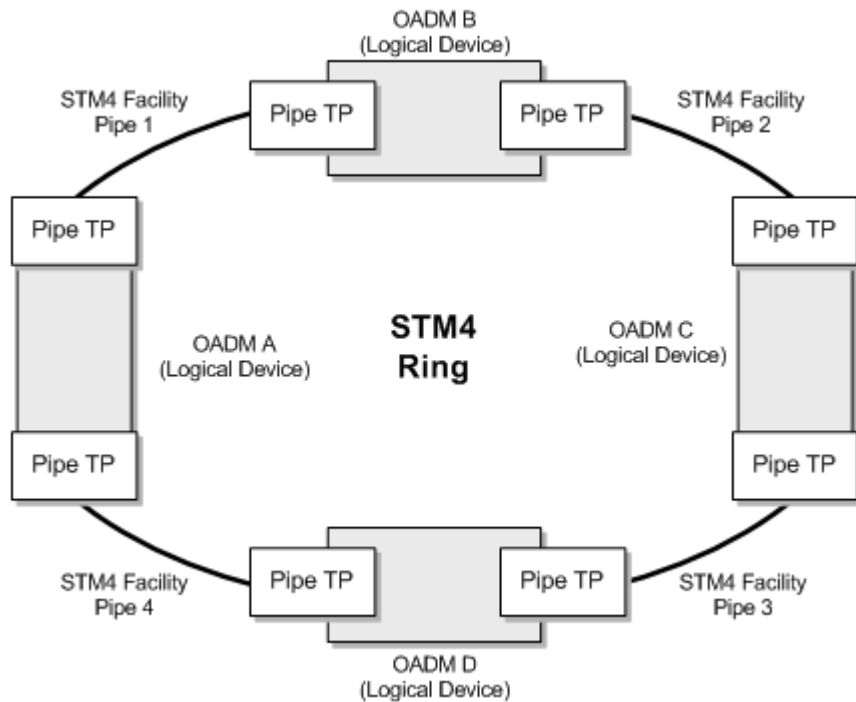 OADM B
(Logical Device)
STM4 Facility
Pipe 1
Pipe TP
Pipe TP
STM4 Facility
Pipe 2
Pipe TP
Pipe TP
OADM A
(Logical Device)
STM4
Ring
OADM C
(Logical Device)
Pipe TP
Pipe TP
STM4 Facility
Pipe 4
Pipe TP
Pipe TP
STM4 Facility
Pipe 3
OADM D
(Logical Device)